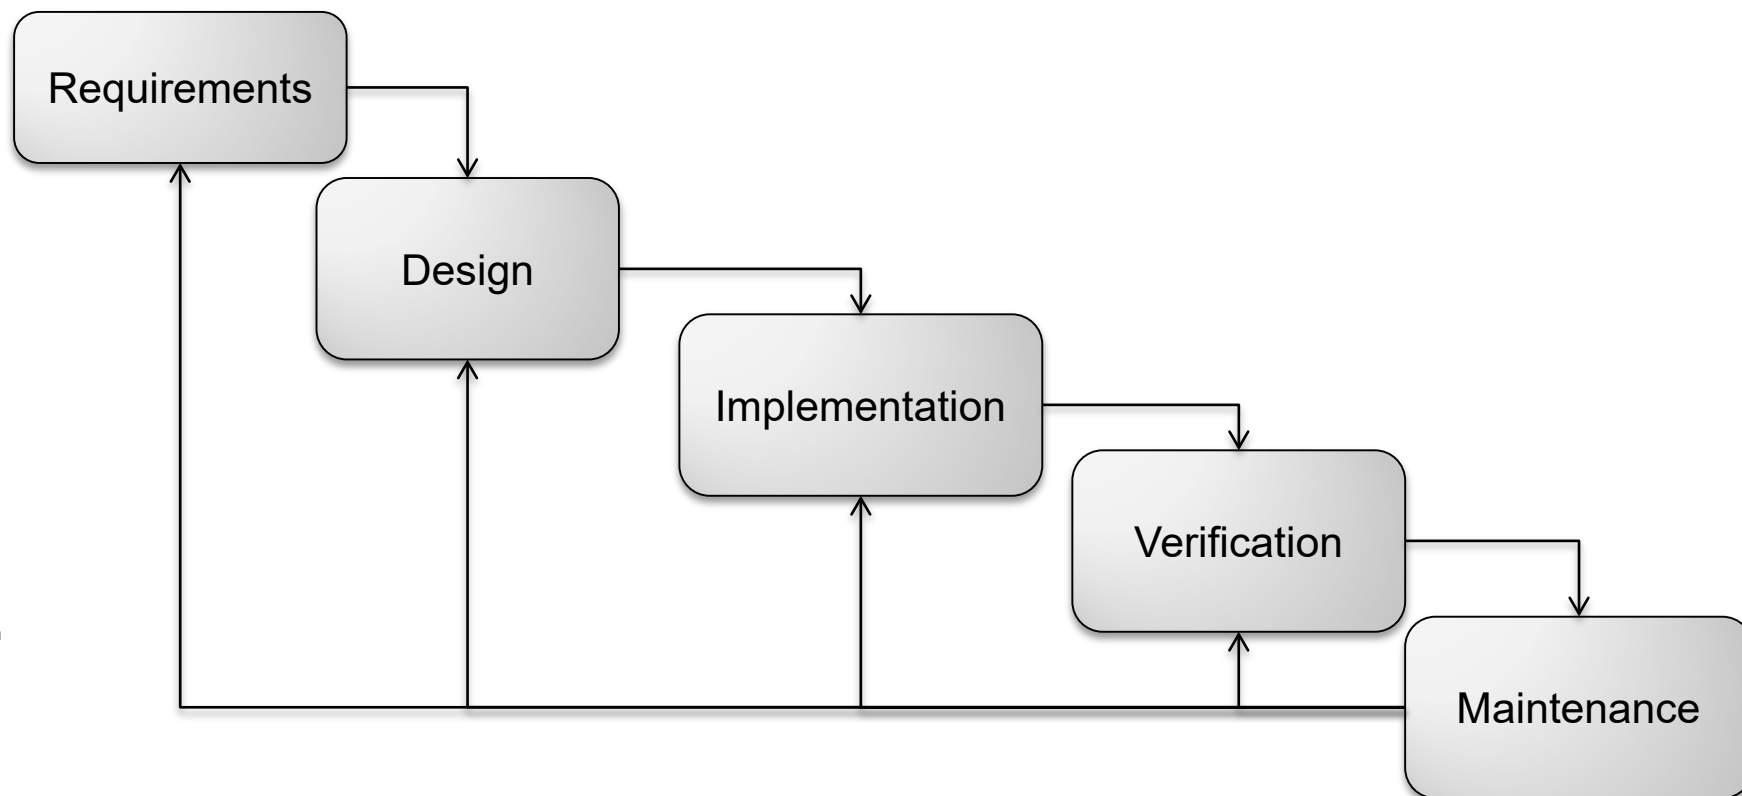 Requirements
Design
Implementation
Verification
Maintenance